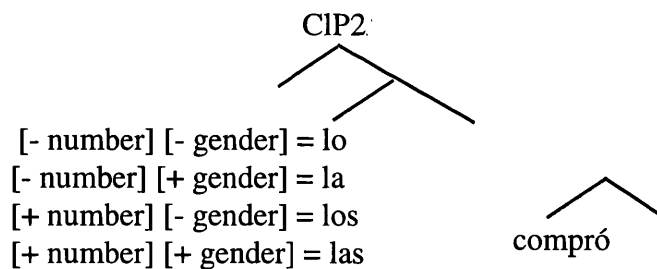 ClP2
[- number] [- gender] = lo
[- number] [+ gender] = la
[+ number] [- gender] = los
[+ number] [+ gender] = las
compró